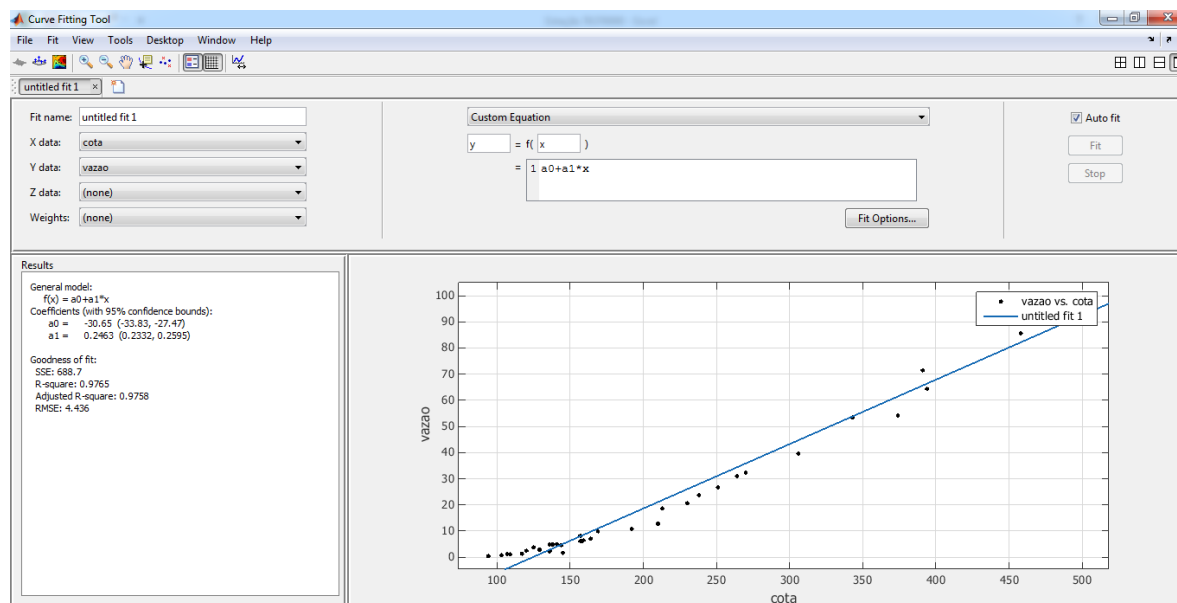 Curve Fitting Tool
File Fit View Tools Desktop Window Help
untitled fit 1
Fit name: untitled fit 1
X data: cota
Y data: vazao
Z data: (none)
Weights: (none)
Custom Equation
y = f( x )
= 1 a0+a1*x
Fit Options...
Auto fit
Fit
Stop
Results
General model:
f(x) = a0+a1*x
Coefficients (with 95% confidence bounds):
a0 = -30.65 (-33.83, -27.47)
a1 = 0.2463 (0.2332, 0.2595)
Goodness of fit:
SSE: 688.7
R-square: 0.9765
Adjusted R-square: 0.9758
RMSE: 4.436
vazao vs. cota
untitled fit 1
100
90
80
70
60
50
40
30
20
10
0
vazao
100 150 200 250 300 350 400 450 500
cota